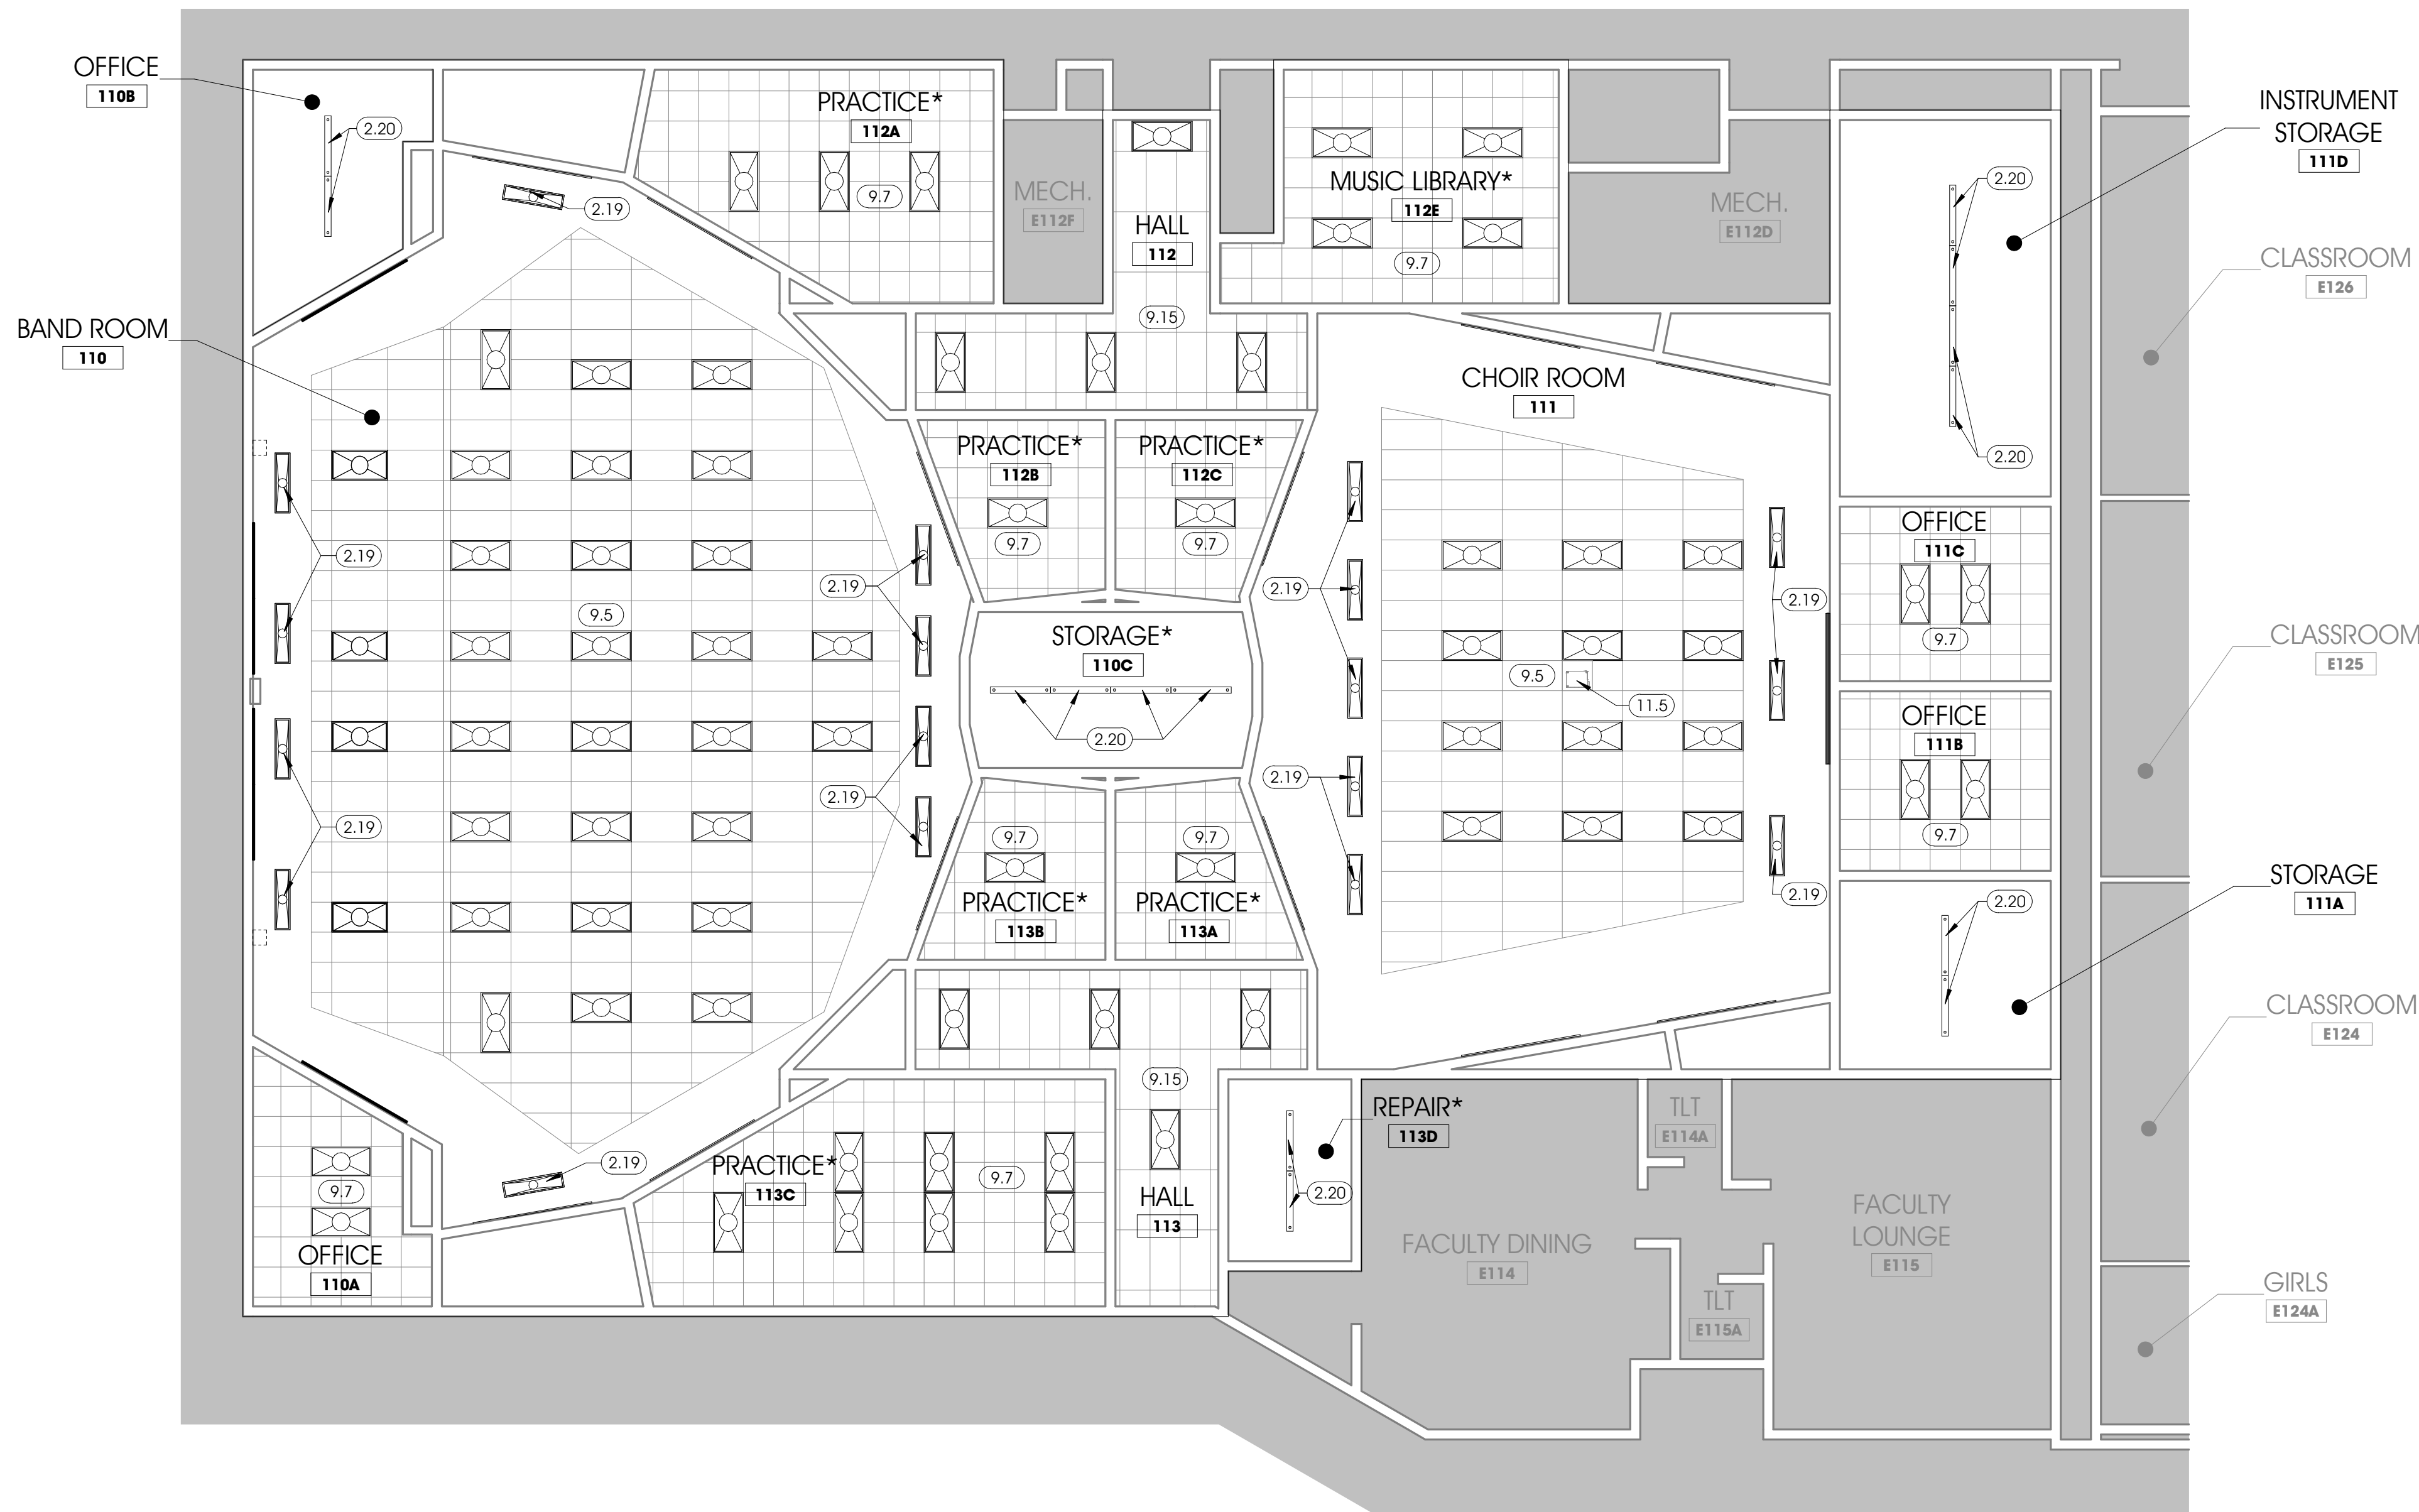 OFFICE
110B
2.20
2.19
PRACTICE*
112A
9.7
MECH.
E112F
HALL
112
9.15
MUSIC LIBRARY*
112E
9.7
MECH.
E112D
2.20
2.20
INSTRUMENT
STORAGE
111D
CLASSROOM
E126
BAND ROOM
110
2.19
9.5
2.19
2.19
2.19
PRACTICE*
112B
9.7
PRACTICE*
112C
9.7
CHOIR ROOM
111
2.19
9.5
11.5
2.19
2.19
2.19
OFFICE
111C
9.7
CLASSROOM
E125
STORAGE*
110C
2.20
OFFICE
111B
9.7
9.7
PRACTICE*
113B
9.7
PRACTICE*
113A
2.20
STORAGE
111A
CLASSROOM
E124
2.19
9.7
OFFICE
110A
PRACTICE*
113C
9.7
9.15
HALL
113
REPAIR*
113D
2.20
TLT
E114A
FACULTY DINING
E114
FACULTY
LOUNGE
E115
TLT
E115A
GIRLS
E124A